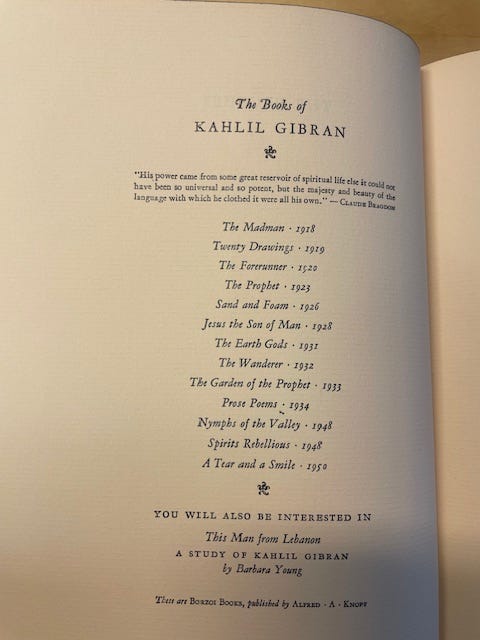 The Books of
KAHLIL GIBRAN
"His power came from some great reservoir of spiritual life else it could not
have been so universal and so potent, but the majesty and beauty of the
language with which he clothed it were all his own." — CLAUDE BRAGDON
The Madman · 1918
Twenty Drawings · 1919
The Forerunner · 1920
The Prophet · 1923
Sand and Foam · 1926
Jesus the Son of Man · 1928
The Earth Gods · 1931
The Wanderer · 1932
The Garden of the Prophet · 1933
Prose Poems · 1934
Nymphs of the Valley · 1948
Spirits Rebellious · 1948
A Tear and a Smile · 1950
YOU WILL ALSO BE INTERESTED IN
This Man from Lebanon
A STUDY OF KAHLIL GIBRAN
by Barbara Young
These are BORZOI BOOKS, published by ALFRED · A · KNOPF